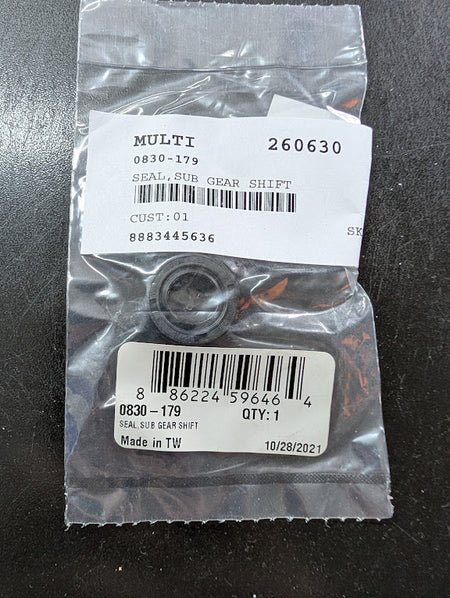 MULTI 260630
0830-179
SEAL,SUB GEAR SHIFT
CUST:01
SK
8883445636
8 86224 59646 4
0830-179 QTY: 1
SEAL,SUB GEAR SHIFT
Made in TW 10/28/2021